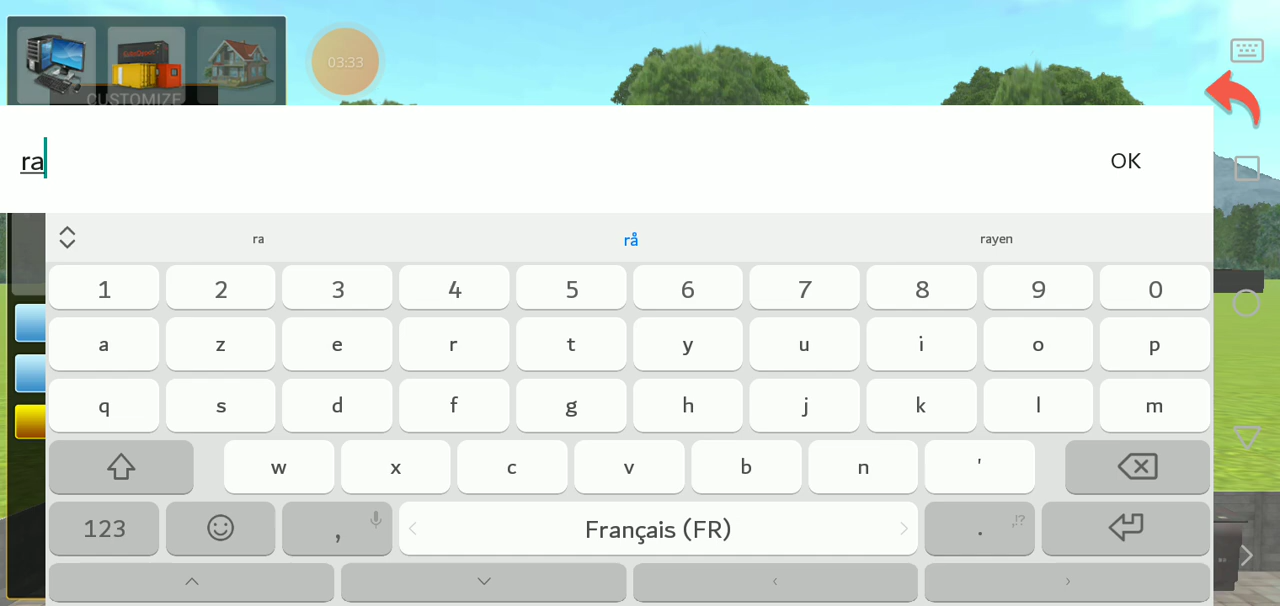 03:33
CUSTOMIZE
ra
OK
ra rå rayen
1 2 3 4 5 6 7 8 9 0
a z e r t y u i o p
q s d f g h j k l m
w x c v b n '
123 , Français (FR) . ,!?